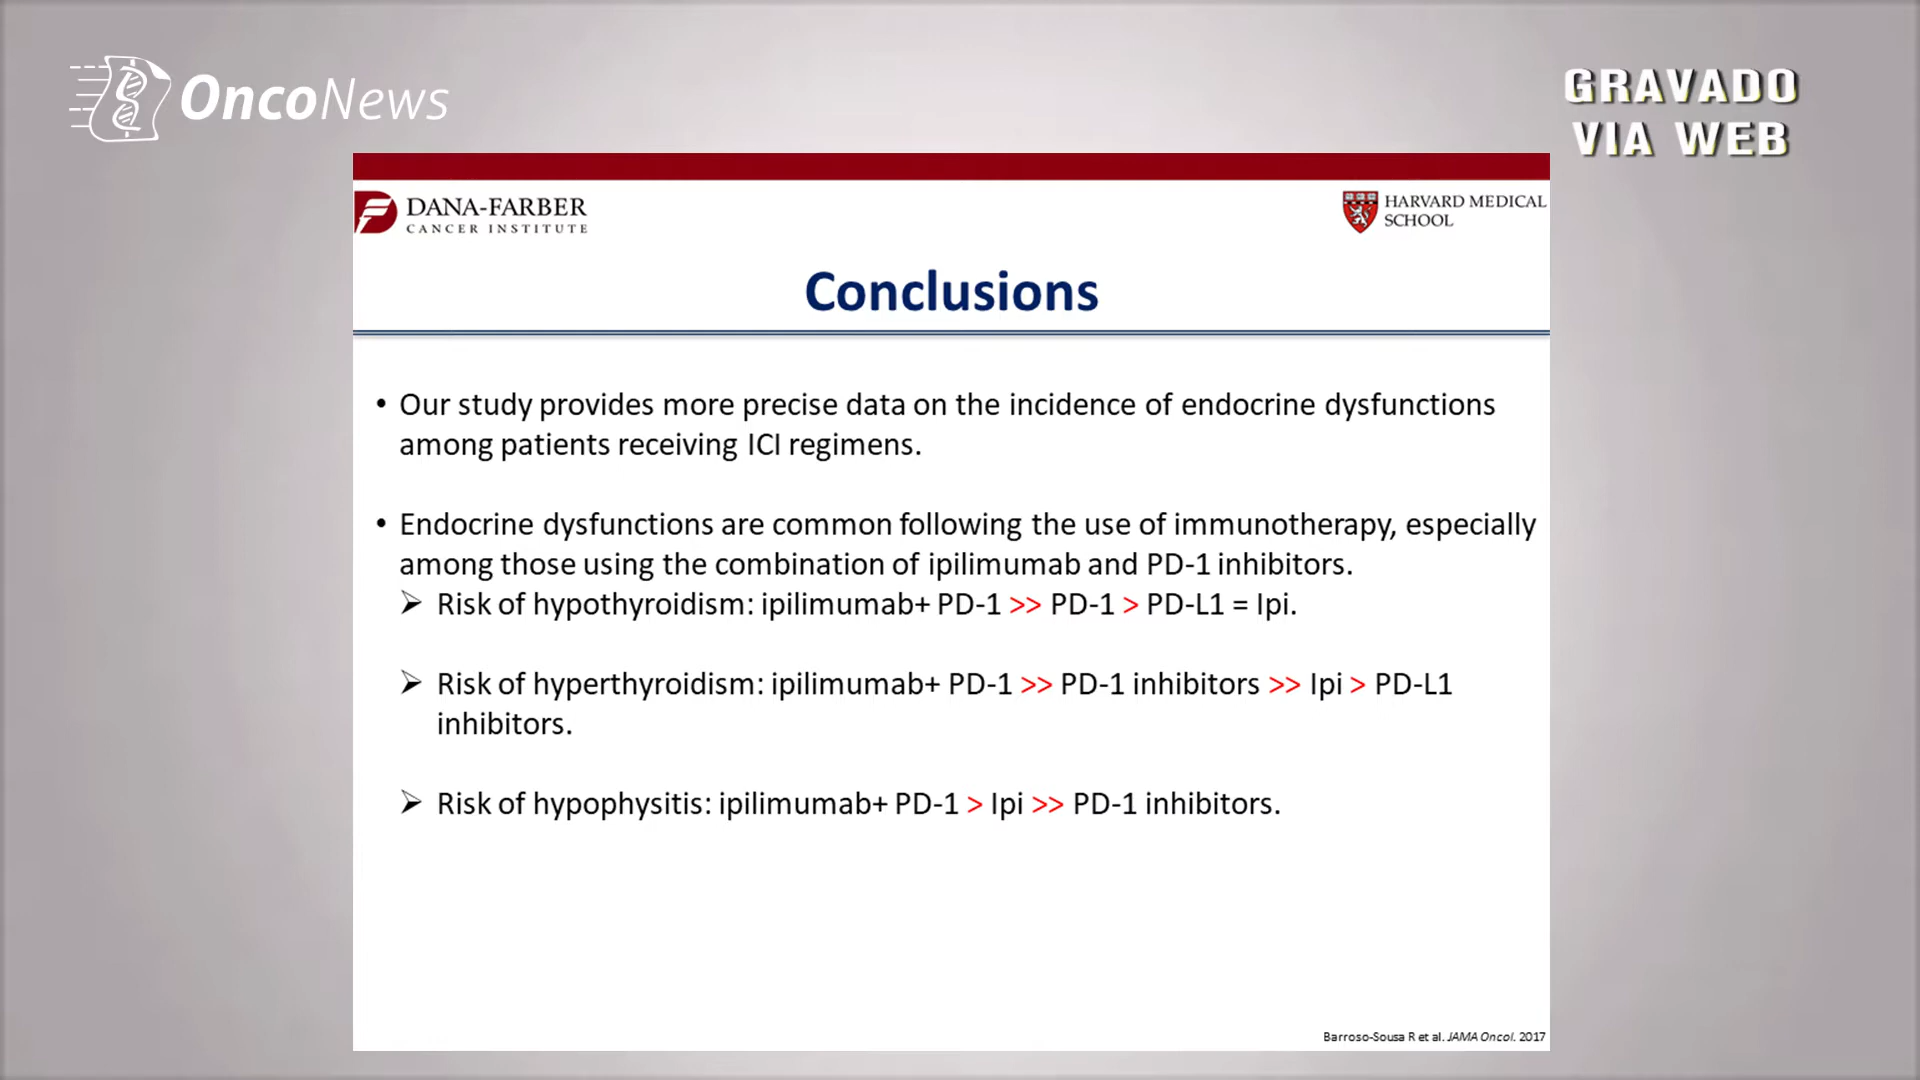 OncoNews
GRAVADO
VIA WEB
DANA-FARBER
CANCER INSTITUTE
HARVARD MEDICAL
SCHOOL
Conclusions
• Our study provides more precise data on the incidence of endocrine dysfunctions
among patients receiving ICI regimens.
• Endocrine dysfunctions are common following the use of immunotherapy, especially
among those using the combination of ipilimumab and PD-1 inhibitors.
➢ Risk of hypothyroidism: ipilimumab+ PD-1 >> PD-1 > PD-L1 = Ipi.
➢ Risk of hyperthyroidism: ipilimumab+ PD-1 >> PD-1 inhibitors >> Ipi > PD-L1
inhibitors.
➢ Risk of hypophysitis: ipilimumab+ PD-1 > Ipi >> PD-1 inhibitors.
Barroso-Sousa R et al. JAMA Oncol. 2017